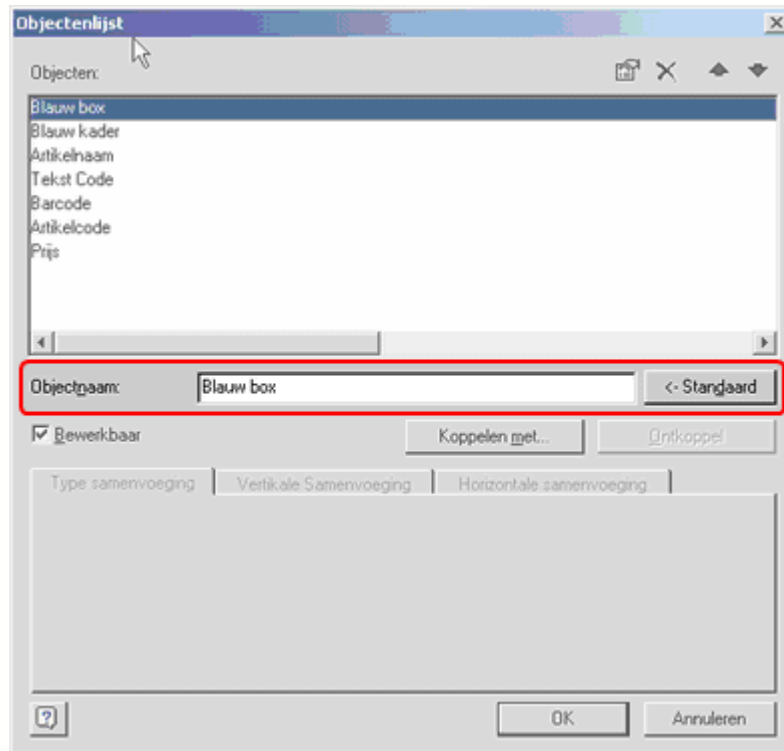 Objectenlijst
Objecten:
Blauw box
Blauw kader
Artikelnaam
Tekst Code
Barcode
Artikelcode
Prijs
Objectnaam: Blauw box <- Standaard
Bewerkbaar Koppelen met... Ontkoppel
Type samenvoeging Vertikale Samenvoeging Horizontale samenvoeging
OK Annuleren